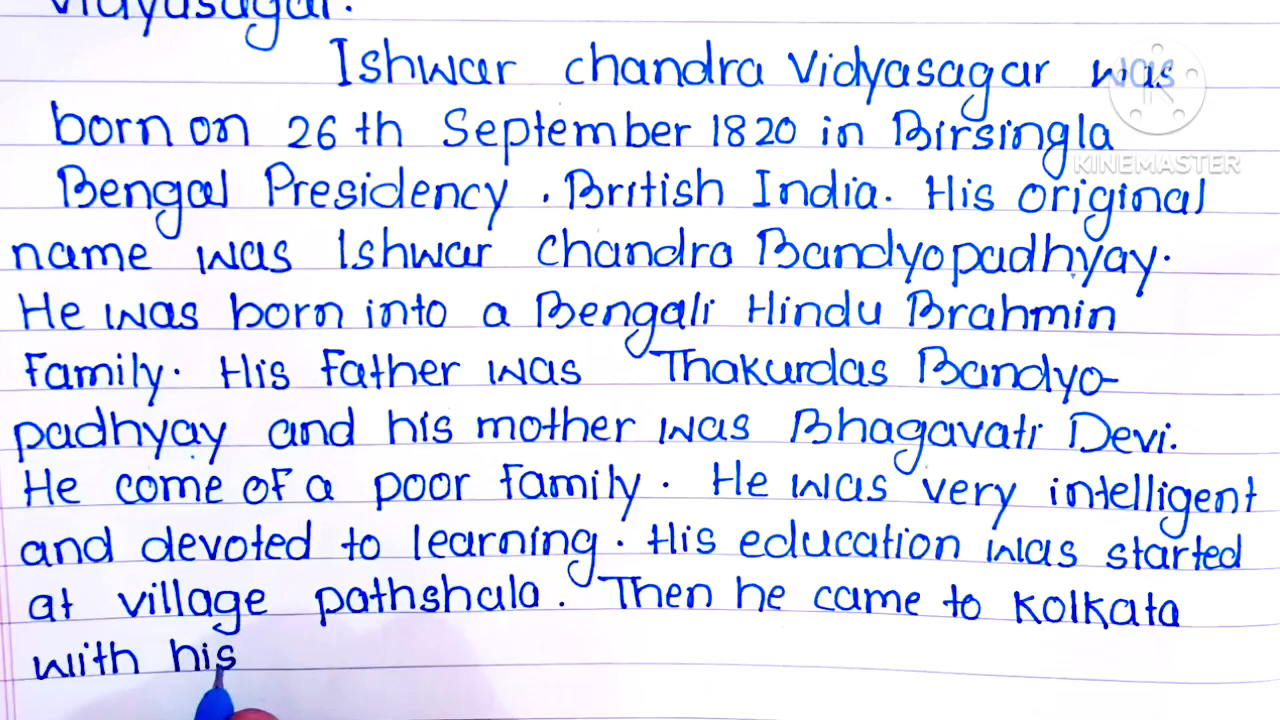 vidyasagar.
Ishwar chandra Vidyasagar was
born on 26 th September 1820 in Birsingla
Bengal Presidency . British India. His original
name was Ishwar chandra Bandyopadhyay.
He was born into a Bengali Hindu Brahmin
family. His father was Thakurdas Bandyo-
padhyay and his mother was Bhagavati Devi.
He come of a poor family. He was very intelligent
and devoted to learning. His education was started
at village pathshala. Then he came to Kolkata
with his
KINEMASTER